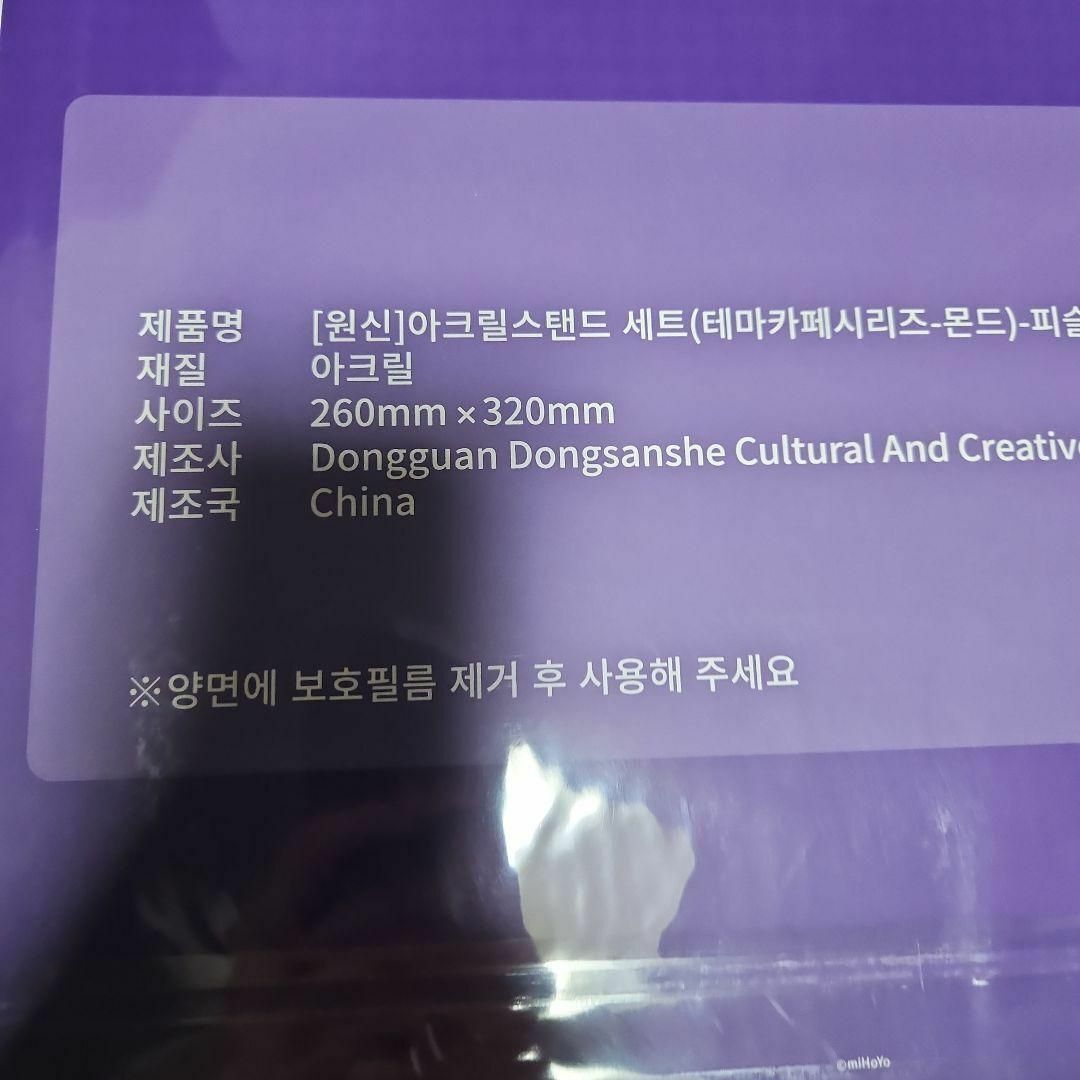 제품명 [원신]아크릴스탠드 세트(테마카페시리즈-몬드)-피슬
재질 아크릴
사이즈 260mm×320mm
제조사 Dongguan Dongsanshe Cultural And Creative
제조국 China
※양면에 보호필름 제거 후 사용해 주세요
©miHoYo